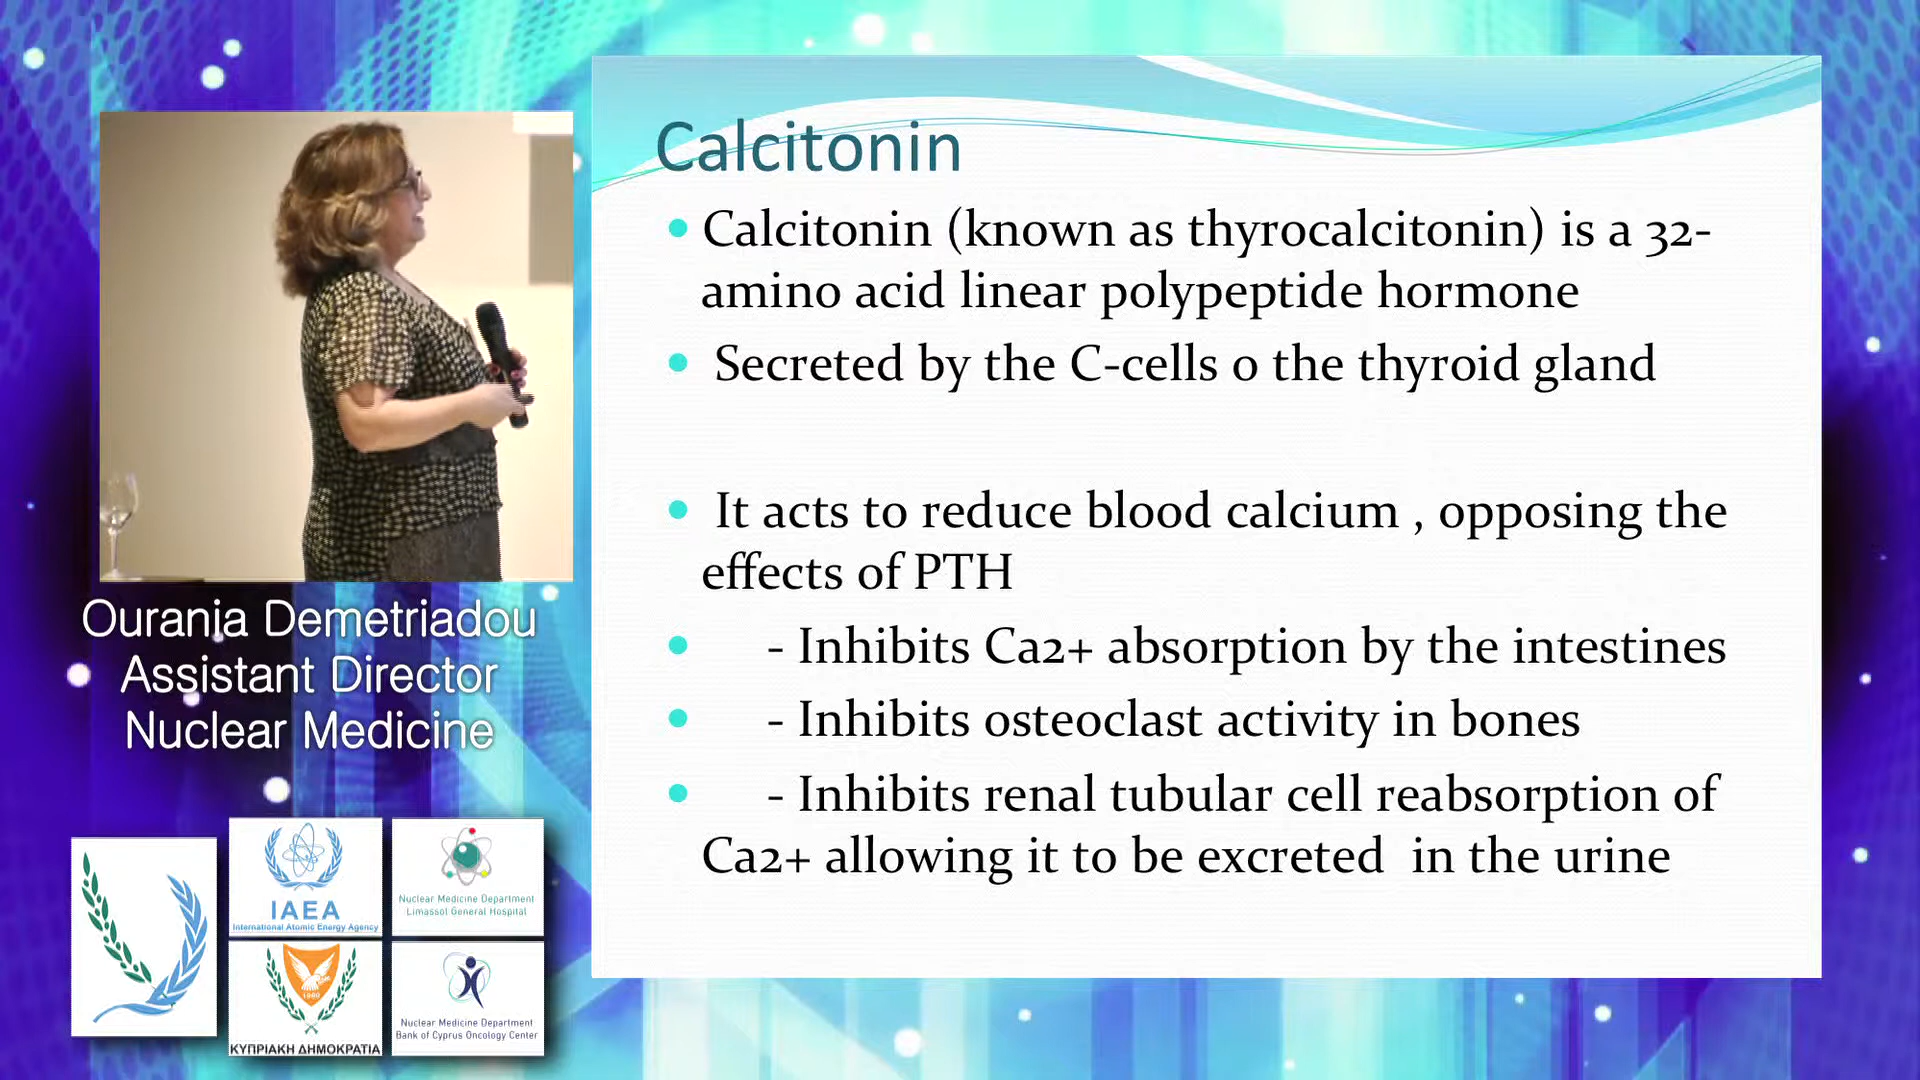 Calcitonin
Calcitonin (known as thyrocalcitonin) is a 32-
amino acid linear polypeptide hormone
Secreted by the C-cells o the thyroid gland
It acts to reduce blood calcium , opposing the
effects of PTH
- Inhibits Ca2+ absorption by the intestines
- Inhibits osteoclast activity in bones
- Inhibits renal tubular cell reabsorption of
Ca2+ allowing it to be excreted in the urine
Ourania Demetriadou
Assistant Director
Nuclear Medicine
IAEA
International Atomic Energy Agency
Nuclear Medicine Department
Limassol General Hospital
1960
ΚΥΠΡΙΑΚΗ ΔΗΜΟΚΡΑΤΙΑ
Nuclear Medicine Department
Bank of Cyprus Oncology Center